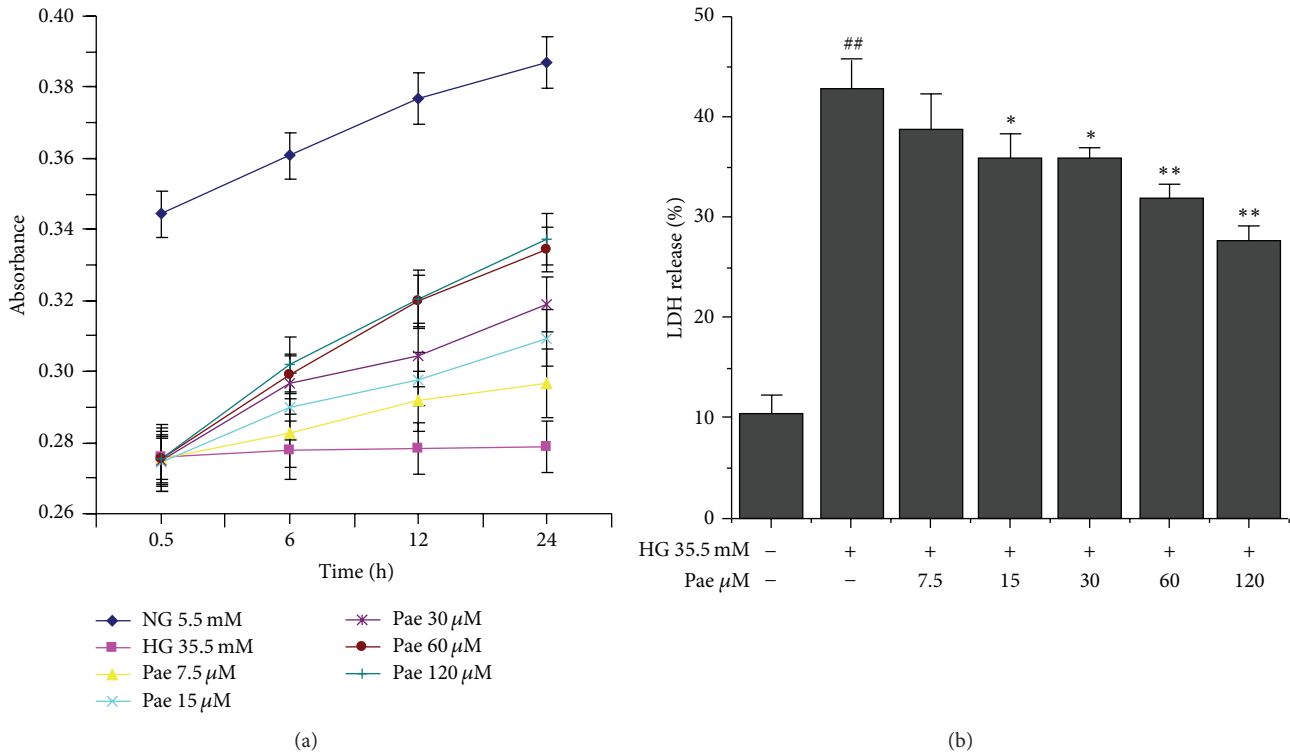 0.40
0.38
0.36
0.34
0.32
0.30
0.28
0.26
Absorbance
0.5 6 12 24
Time (h)
NG 5.5 mM
HG 35.5 mM
Pae 7.5 μM
Pae 15 μM
Pae 30 μM
Pae 60 μM
Pae 120 μM
(a)
50
40
30
20
10
0
LDH release (%)
##
*
*
**
**
HG 35.5 mM − + + + + + +
Pae μM − − 7.5 15 30 60 120
(b)